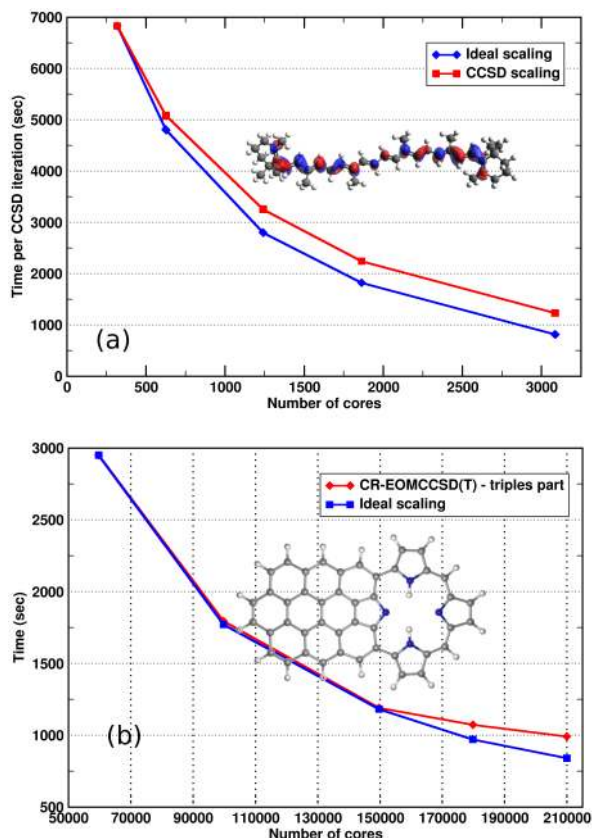 7000
6000
5000
4000
3000
2000
1000
0
Time per CCSD iteration (sec)
Ideal scaling
CCSD scaling
(a)
0 500 1000 1500 2000 2500 3000
Number of cores
3000
2500
2000
1500
1000
500
Time (sec)
CR-EOMCCSD(T) - triples part
Ideal scaling
(b)
50000 70000 90000 110000 130000 150000 170000 190000 210000
Number of cores